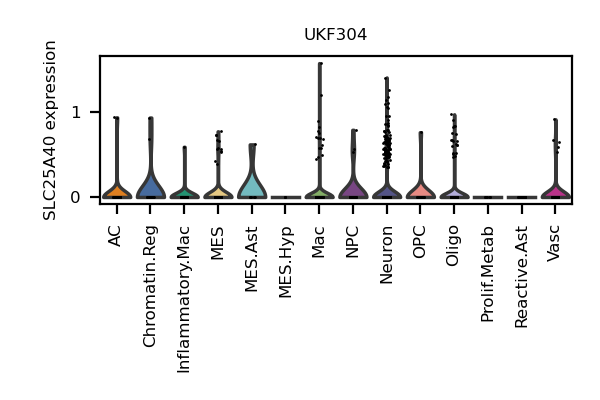 UKF304
SLC25A40 expression
1
0
AC
Chromatin.Reg
Inflammatory.Mac
MES
MES.Ast
MES.Hyp
Mac
NPC
Neuron
OPC
Oligo
Prolif.Metab
Reactive.Ast
Vasc